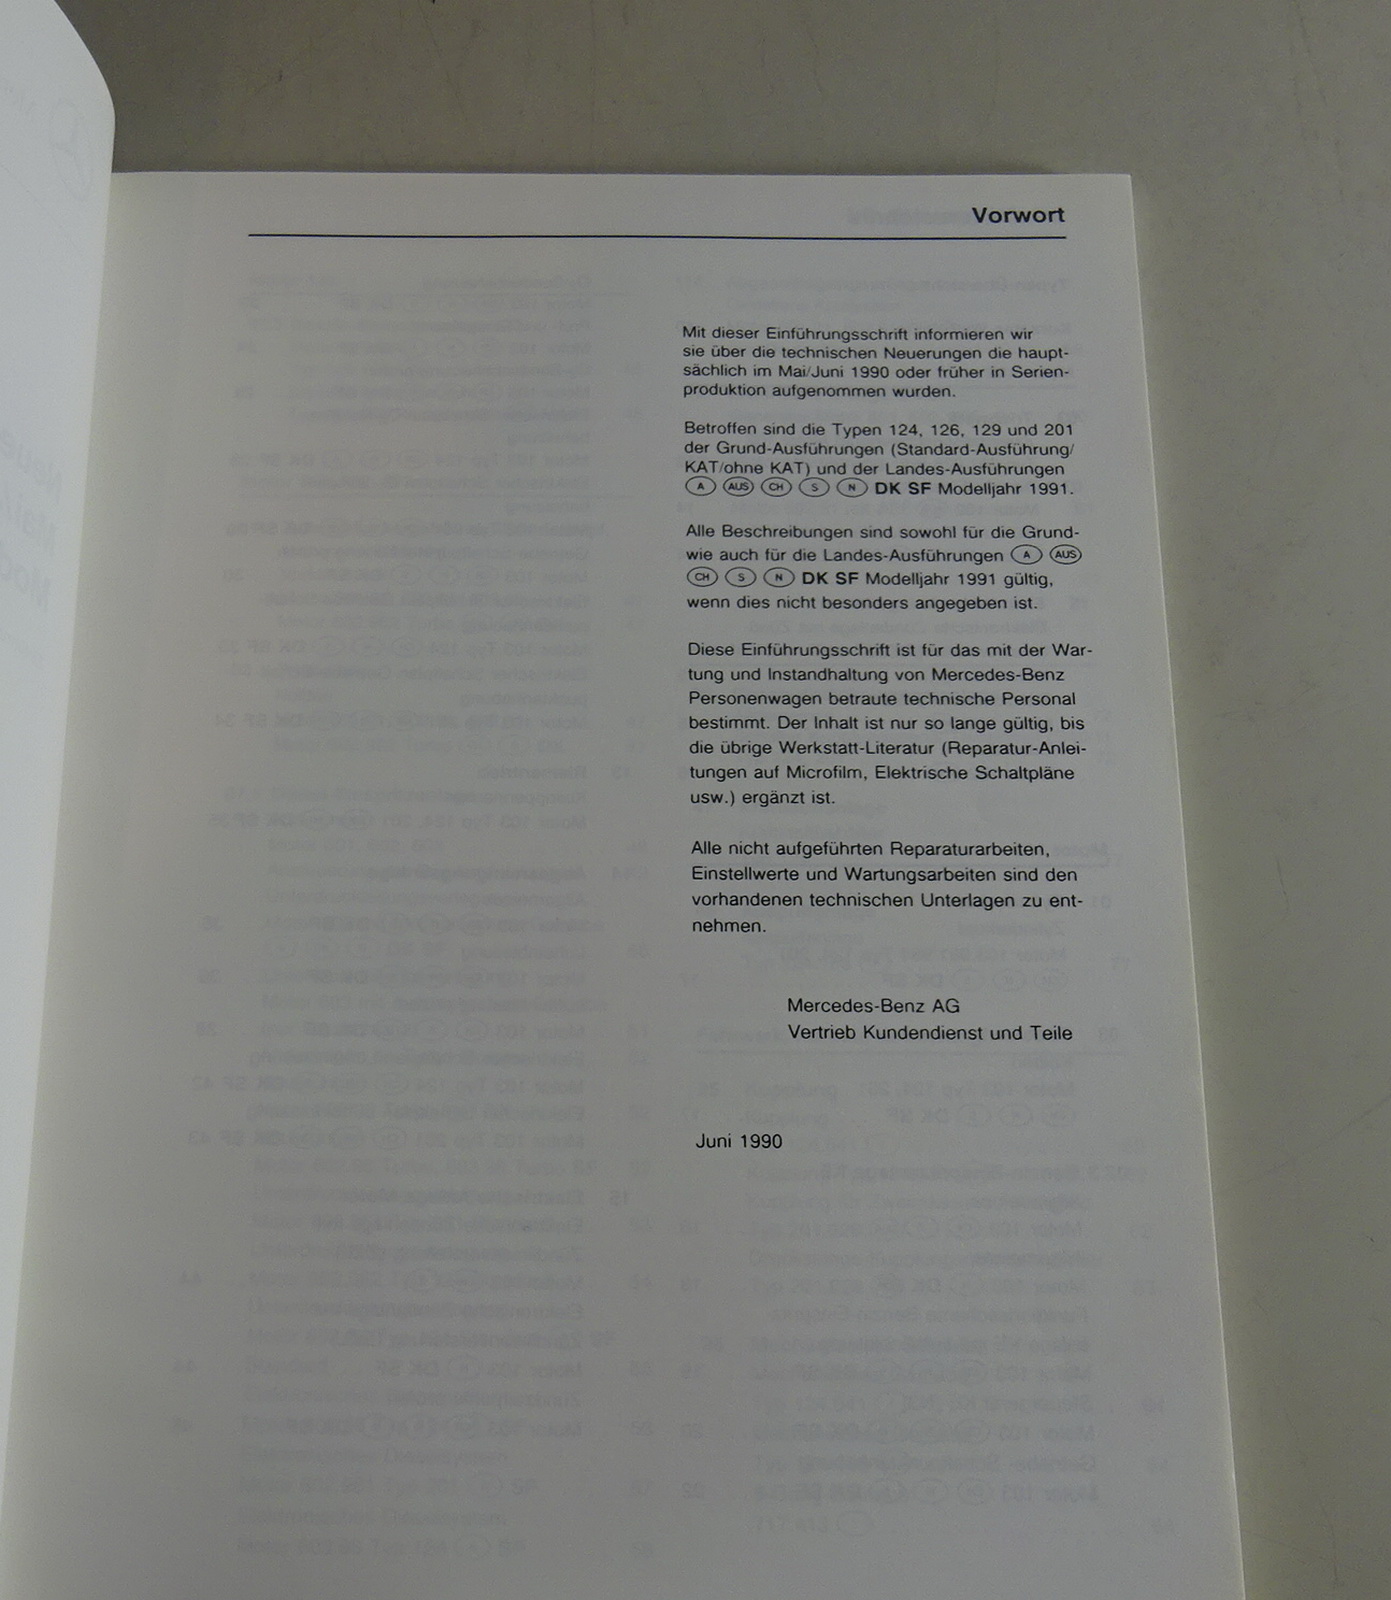 Vorwort
Mit dieser Einführungsschrift informieren wir
sie über die technischen Neuerungen die haupt-
sächlich im Mai/Juni 1990 oder früher in Serien-
produktion aufgenommen wurden.
Betroffen sind die Typen 124, 126, 129 und 201
der Grund-Ausführungen (Standard-Ausführung/
KAT/ohne KAT) und der Landes-Ausführungen
A AUS CH S N DK SF Modelljahr 1991.
Alle Beschreibungen sind sowohl für die Grund-
wie auch für die Landes-Ausführungen A AUS
CH S N DK SF Modelljahr 1991 gültig,
wenn dies nicht besonders angegeben ist.
Diese Einführungsschrift ist für das mit der War-
tung und Instandhaltung von Mercedes-Benz
Personenwagen betraute technische Personal
bestimmt. Der Inhalt ist nur so lange gültig, bis
die übrige Werkstatt-Literatur (Reparatur-Anlei-
tungen auf Microfilm, Elektrische Schaltpläne
usw.) ergänzt ist.
Alle nicht aufgeführten Reparaturarbeiten,
Einstellwerte und Wartungsarbeiten sind den
vorhandenen technischen Unterlagen zu ent-
nehmen.
Mercedes-Benz AG
Vertrieb Kundendienst und Teile
Juni 1990